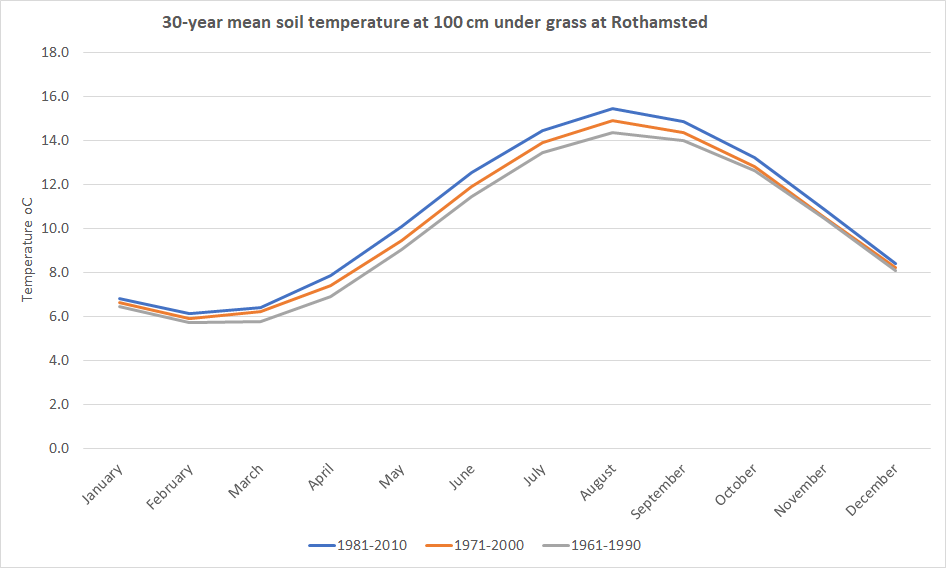 30-year mean soil temperature at 100 cm under grass at Rothamsted
18.0
16.0
14.0
12.0
10.0
8.0
6.0
4.0
2.0
0.0
Temperature oC
January
February
March
April
May
June
July
August
September
October
November
December
1981-2010
1971-2000
1961-1990